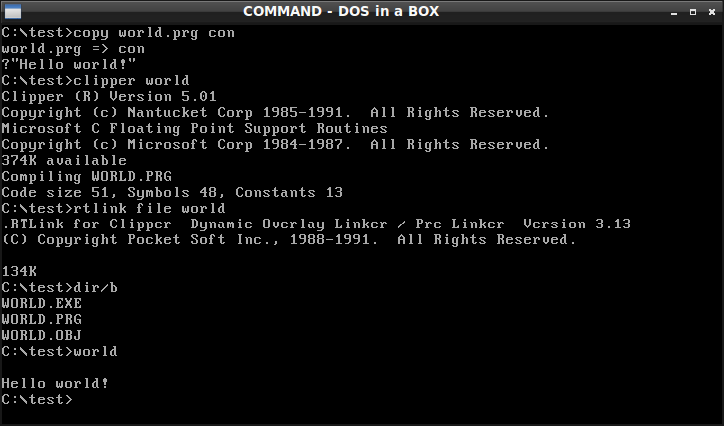 COMMAND - DOS in a BOX
C:\test>copy world.prg con
world.prg => con
?"Hello world!"
C:\test>clipper world
Clipper (R) Version 5.01
Copyright (c) Nantucket Corp 1985-1991.  All Rights Reserved.
Microsoft C Floating Point Support Routines
Copyright (c) Microsoft Corp 1984-1987.  All Rights Reserved.
374K available
Compiling WORLD.PRG
Code size 51, Symbols 48, Constants 13
C:\test>rtlink file world
.RTLink for Clipper  Dynamic Overlay Linker / Pre Linker  Version 3.13
(C) Copyright Pocket Soft Inc., 1988-1991.  All Rights Reserved.
134K
C:\test>dir/b
WORLD.EXE
WORLD.PRG
WORLD.OBJ
C:\test>world
Hello world!
C:\test>